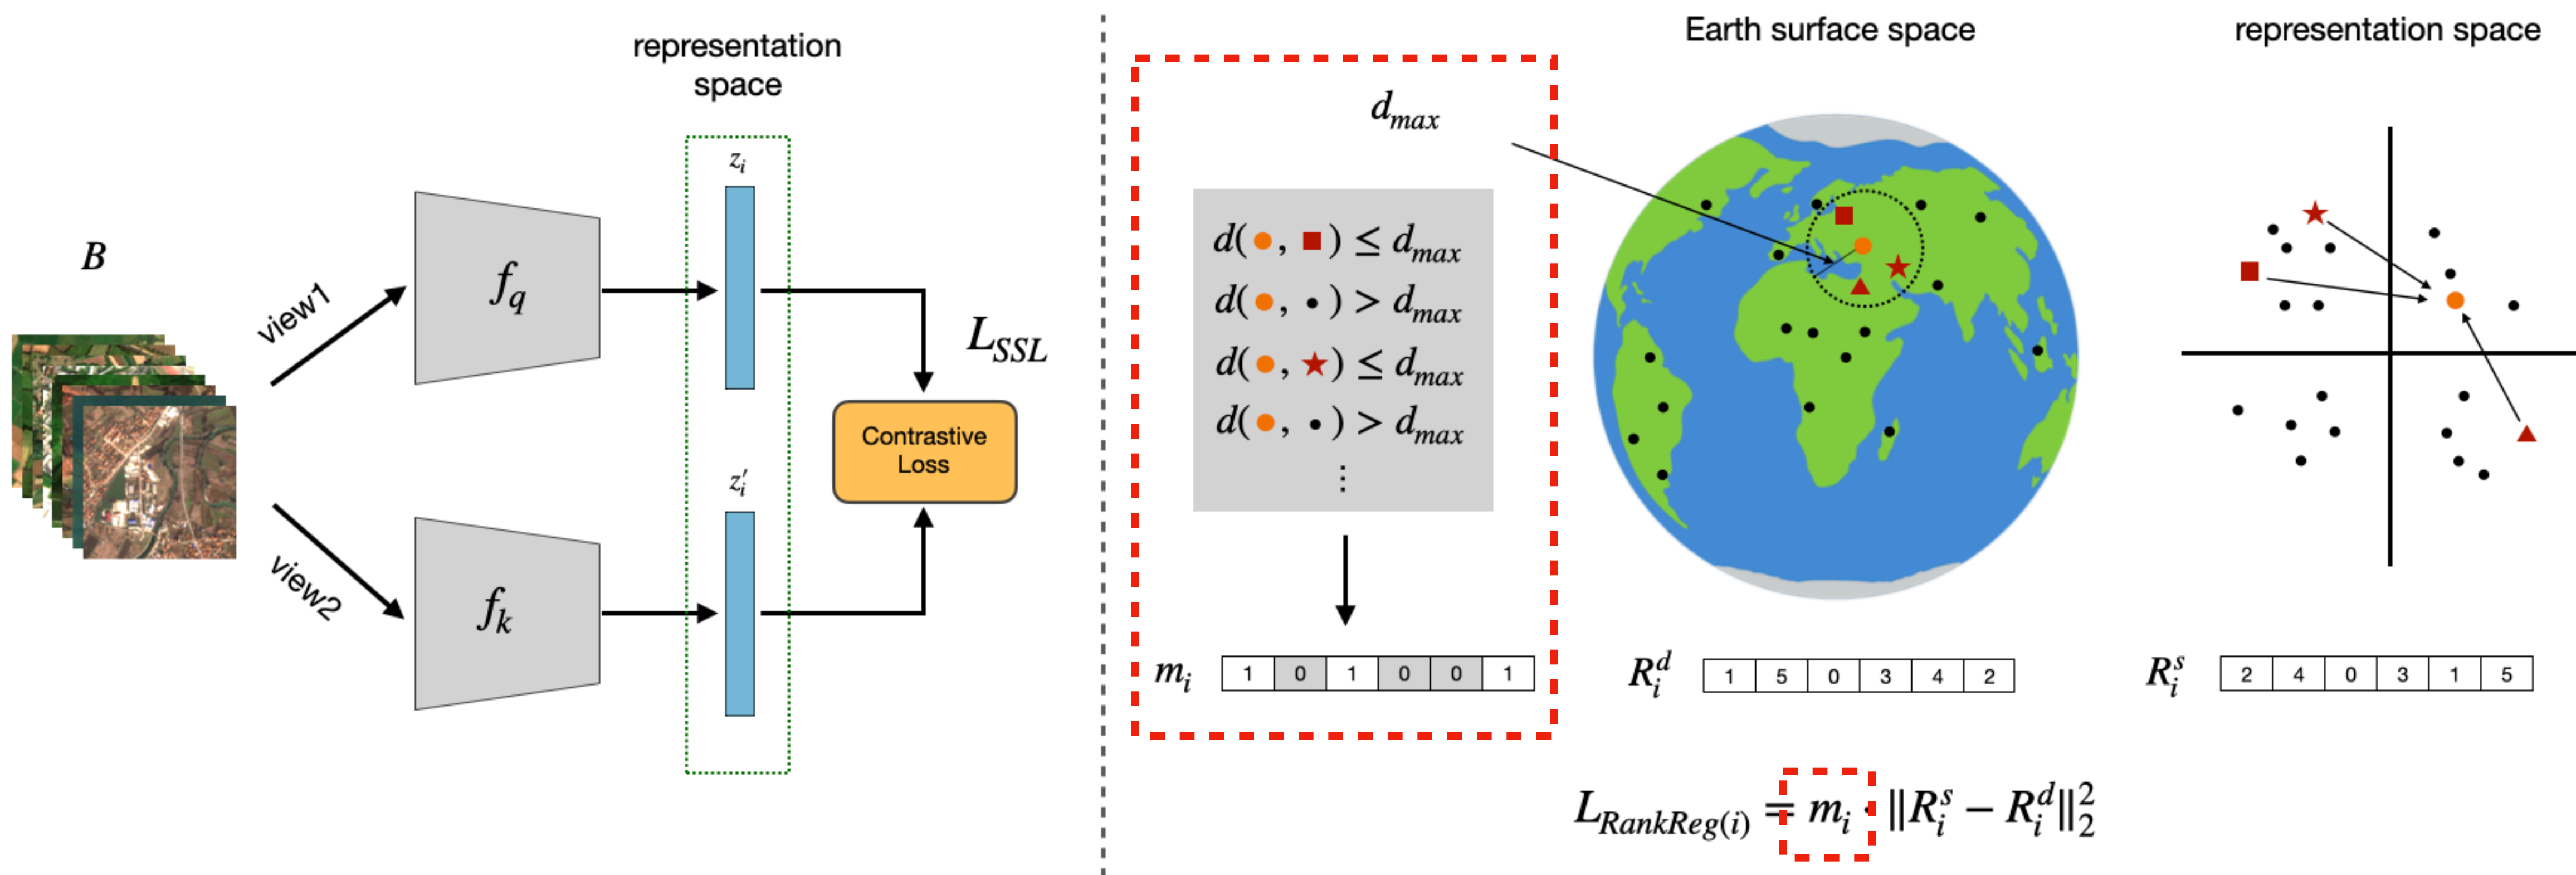 representation
space
B
view1
view2
f_q
f_k
z_i
z'_i
L_SSL
Contrastive
Loss
d_max
d(●, ■) ≤ d_max
d(●, •) > d_max
d(●, ★) ≤ d_max
d(●, •) > d_max
⋮
m_i 1 0 1 0 0 1
Earth surface space
R_i^d 1 5 0 3 4 2
representation space
R_i^s 2 4 0 3 1 5
L_RankReg(i) = m_i · ||R_i^s − R_i^d||_2^2